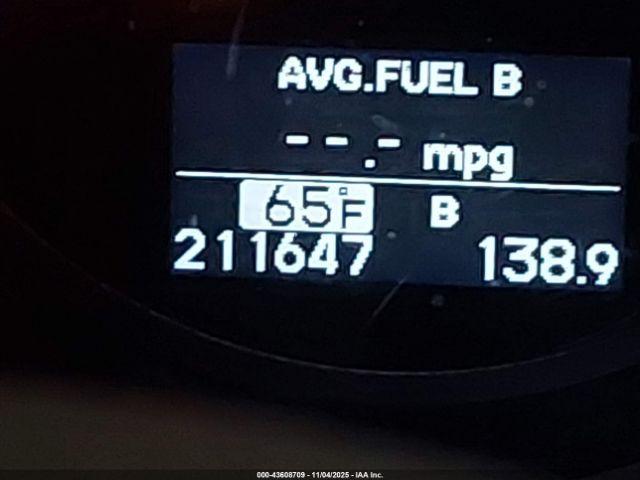 AVG.FUEL B
--.- mpg
65°F B
211647 138.9
000-43608709 - 11/04/2025 - IAA Inc.